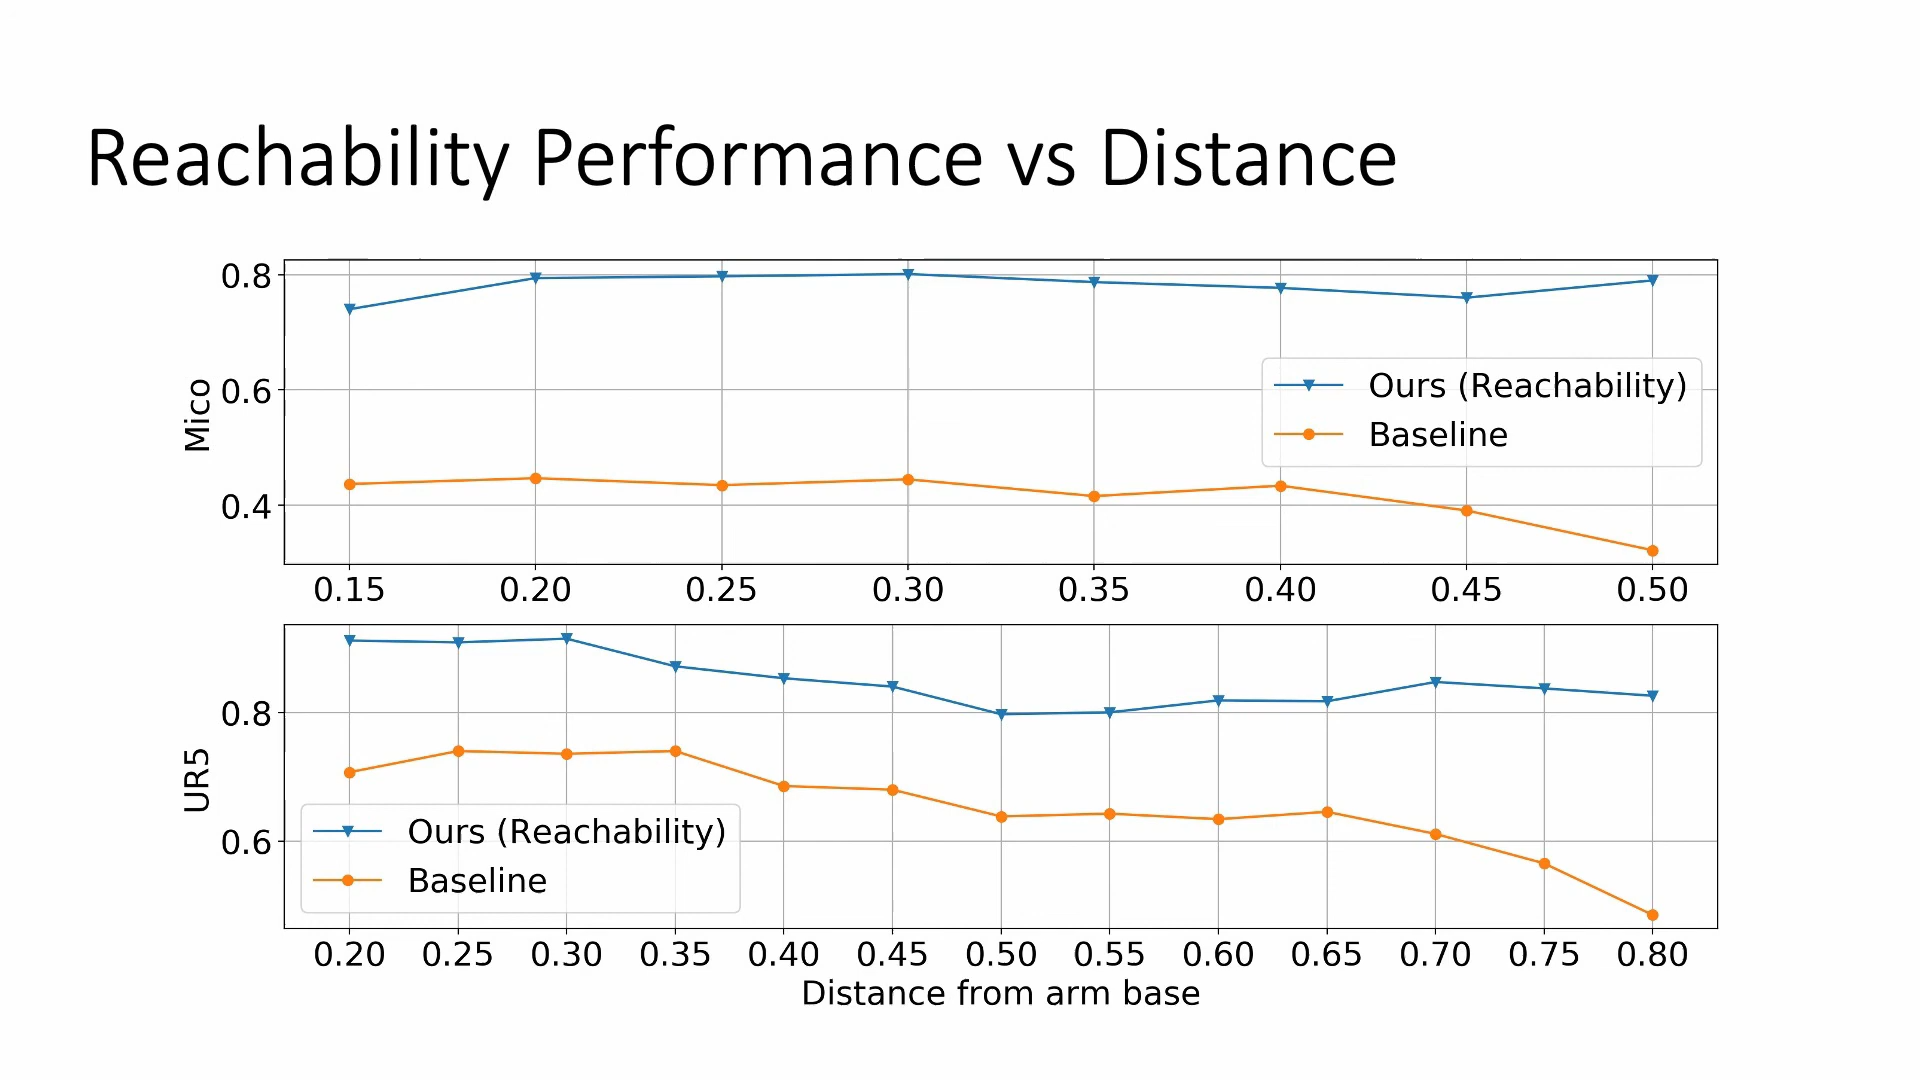 Reachability Performance vs Distance
0.8
0.6
0.4
Mico
Ours (Reachability)
Baseline
0.15 0.20 0.25 0.30 0.35 0.40 0.45 0.50
0.8
0.6
UR5
Ours (Reachability)
Baseline
0.20 0.25 0.30 0.35 0.40 0.45 0.50 0.55 0.60 0.65 0.70 0.75 0.80
Distance from arm base